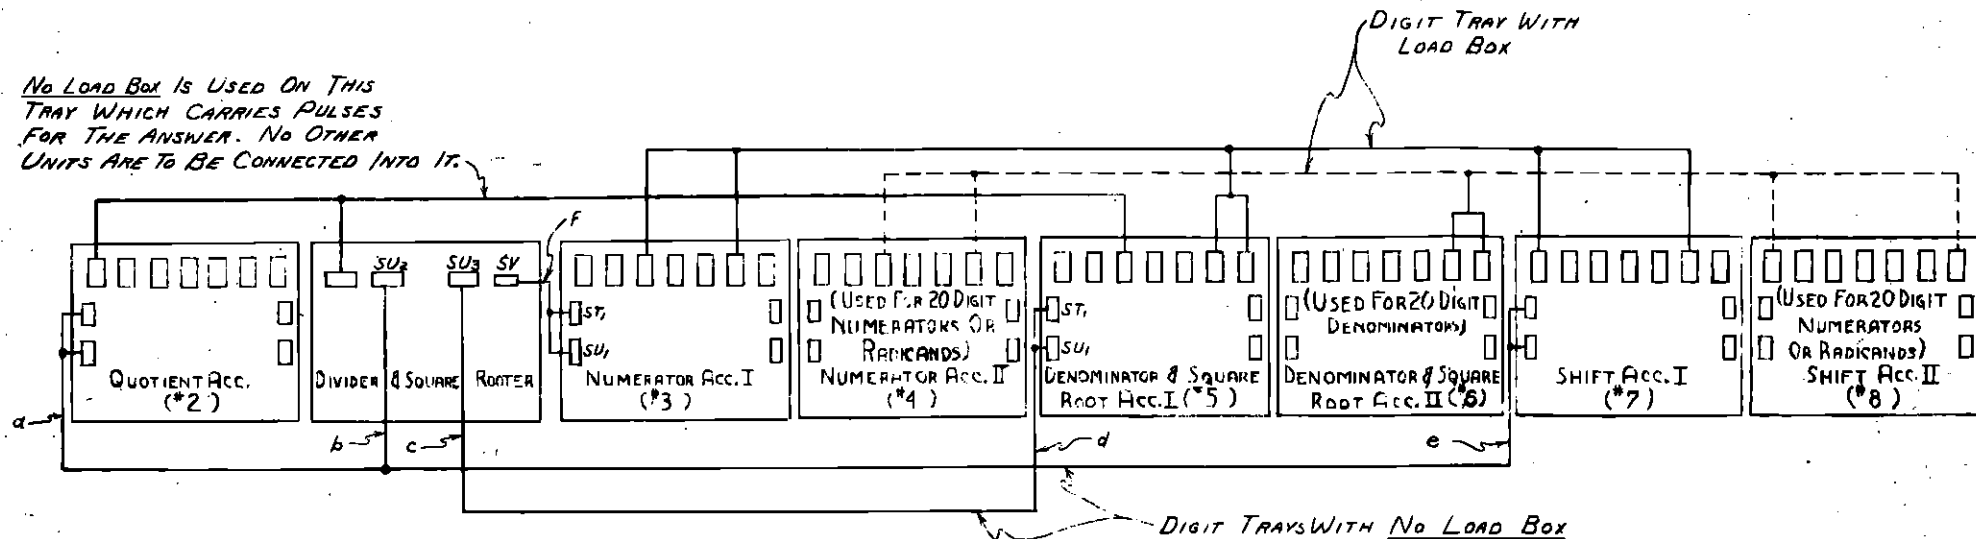 DIGIT TRAY WITH
LOAD BOX
NO LOAD BOX IS USED ON THIS
TRAY WHICH CARRIES PULSES
FOR THE ANSWER. NO OTHER
UNITS ARE TO BE CONNECTED INTO IT.
F
SU2
SU3
SV
ST1
SU1
QUOTIENT ACC.
(#2)
DIVIDER & SQUARE ROOTER
NUMERATOR ACC. I
(#3)
(USED FOR 20 DIGIT
NUMERATORS OR
RADICANDS)
NUMERATOR ACC. II
(#4)
ST1
SU1
DENOMINATOR & SQUARE
ROOT ACC. I (#5)
(USED FOR 20 DIGIT
DENOMINATORS)
DENOMINATOR & SQUARE
ROOT ACC. II (#6)
SHIFT ACC. I
(#7)
(USED FOR 20 DIGIT
NUMERATORS
OR RADICANDS)
SHIFT ACC. II
(#8)
a
b
c
d
e
DIGIT TRAYS WITH NO LOAD BOX